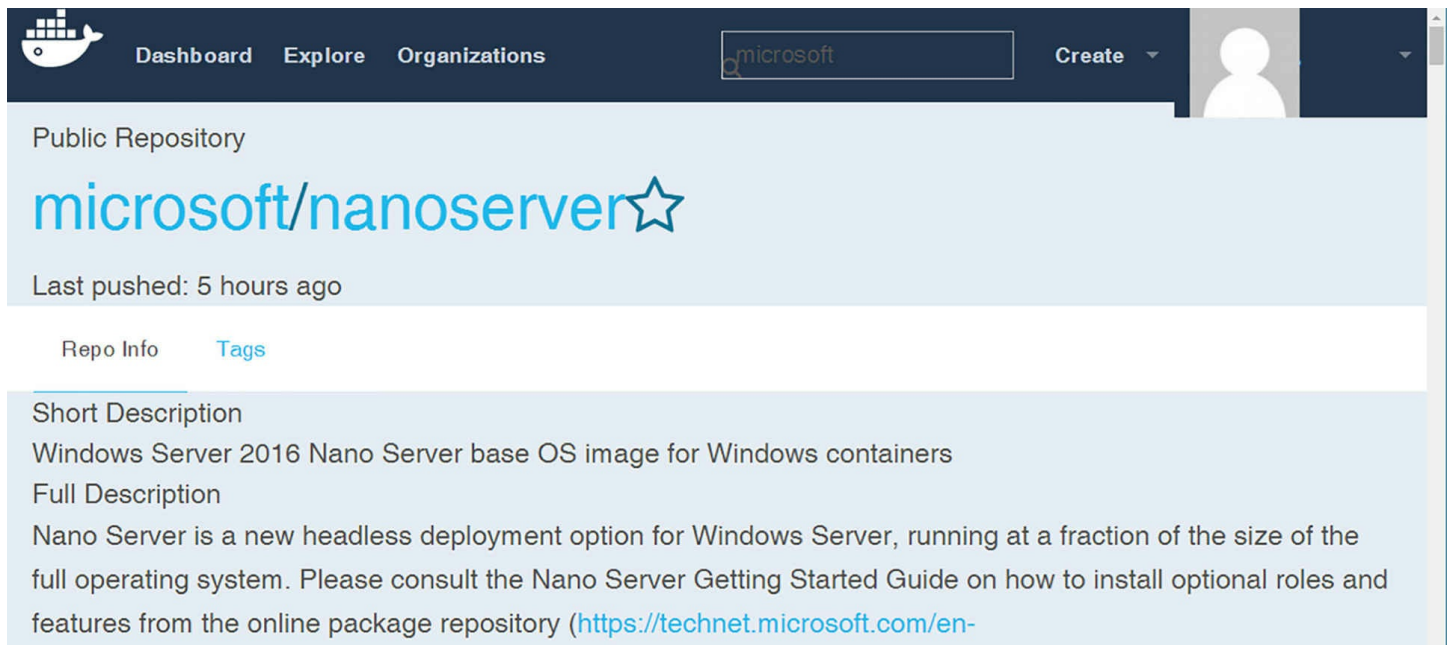 Dashboard Explore Organizations microsoft Create
Public Repository
microsoft/nanoserver
Last pushed: 5 hours ago
Repo Info Tags
Short Description
Windows Server 2016 Nano Server base OS image for Windows containers
Full Description
Nano Server is a new headless deployment option for Windows Server, running at a fraction of the size of the
full operating system. Please consult the Nano Server Getting Started Guide on how to install optional roles and
features from the online package repository (https://technet.microsoft.com/en-